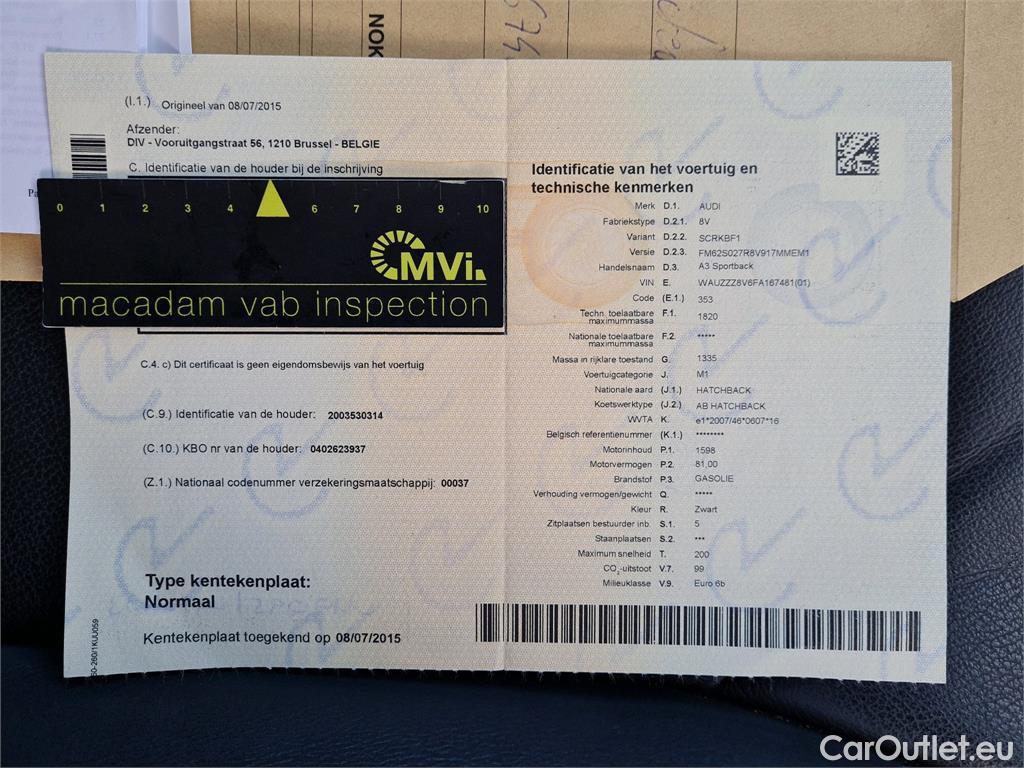 NOK
(I.1.) Origineel van 08/07/2015
Afzender:
DIV - Vooruitgangstraat 56, 1210 Brussel - BELGIE
C. Identificatie van de houder bij de inschrijving
0 1 2 3 4 6 7 8 9 10
MVi.
macadam vab inspection
C.4. c) Dit certificaat is geen eigendomsbewijs van het voertuig
(C.9.) Identificatie van de houder: 2003530314
(C.10.) KBO nr van de houder: 0402623937
(Z.1.) Nationaal codenummer verzekeringsmaatschappij: 00037
Type kentekenplaat:
Normaal
Kentekenplaat toegekend op 08/07/2015
Identificatie van het voertuig en
technische kenmerken
Merk D.1. AUDI
Fabriekstype D.2.1. 8V
Variant D.2.2. SCRKBF1
Versie D.2.3. FM62S027R8V917MMEM1
Handelsnaam D.3. A3 Sportback
VIN E. WAUZZZ8V6FA167481(01)
Code (E.1.) 353
Techn. toelaatbare
maximummassa F.1. 1820
Nationale toelaatbare
maximummassa F.2. *****
Massa in rijklare toestand G. 1335
Voertuigcategorie J. M1
Nationale aard (J.1.) HATCHBACK
Koetswerktype (J.2.) AB HATCHBACK
WVTA K. e1*2007/46*0607*16
Belgisch referentienummer (K.1.) ********
Motorinhoud P.1. 1598
Motorvermogen P.2. 81,00
Brandstof P.3. GASOLIE
Verhouding vermogen/gewicht Q. *****
Kleur R. Zwart
Zitplaatsen bestuurder inb. S.1. 5
Staanplaatsen S.2. ***
Maximum snelheid T. 200
CO2-uitstoot V.7. 99
Milieuklasse V.9. Euro 6b
CarOutlet.eu